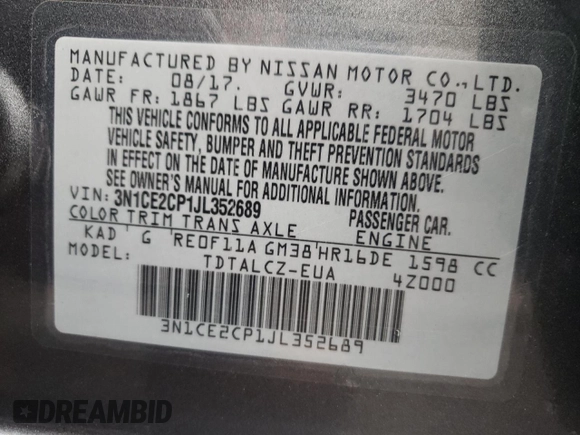 MANUFACTURED BY NISSAN MOTOR CO.,LTD.
DATE: 08/17. GVWR: 3470 LBS
GAWR FR: 1867 LBS GAWR RR: 1704 LBS
THIS VEHICLE CONFORMS TO ALL APPLICABLE FEDERAL MOTOR
VEHICLE SAFETY, BUMPER AND THEFT PREVENTION STANDARDS
IN EFFECT ON THE DATE OF MANUFACTURE SHOWN ABOVE.
SEE OWNER'S MANUAL FOR ADDITIONAL INFORMATION.
VIN: 3N1CE2CP1JL352689 PASSENGER CAR.
COLOR TRIM TRANS AXLE ENGINE
KAD ' G 'RE0F11A GM38'HR16DE 1598 CC
MODEL: TDTALCZ-EUA 4Z000
3N1CE2CP1JL352689
DREAMBID